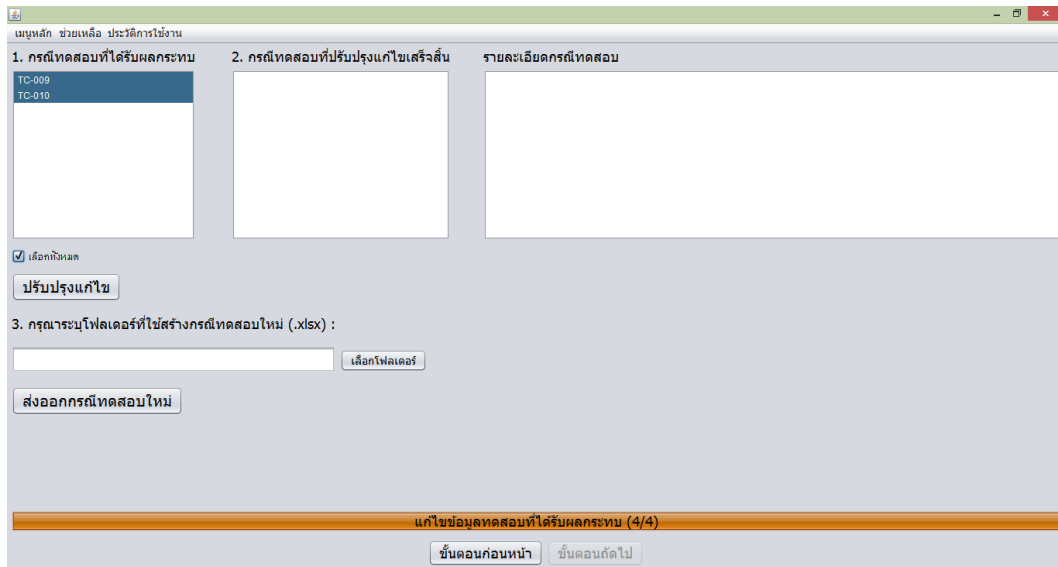 เมนูหลัก ช่วยเหลือ ประวัติการใช้งาน
1. กรณีทดสอบที่ได้รับผลกระทบ 2. กรณีทดสอบที่ปรับปรุงแก้ไขเสร็จสิ้น รายละเอียดกรณีทดสอบ
TC-009
TC-010
เลือกทั้งหมด
ปรับปรุงแก้ไข
3. กรุณาระบุโฟลเดอร์ที่ใช้สร้างกรณีทดสอบใหม่ (.xlsx) :
เลือกโฟลเดอร์
ส่งออกกรณีทดสอบใหม่
แก้ไขข้อมูลทดสอบที่ได้รับผลกระทบ (4/4)
ขั้นตอนก่อนหน้า ขั้นตอนถัดไป